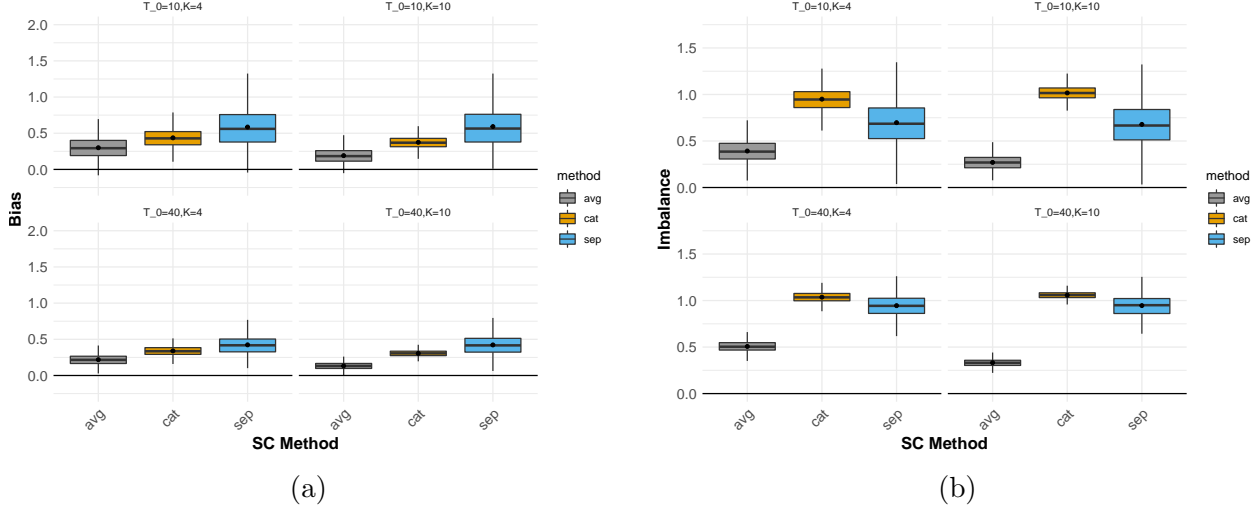 T_0=10,K=4 T_0=10,K=10
2.0
1.5
1.0
0.5
0.0
T_0=40,K=4 T_0=40,K=10
2.0
1.5
1.0
0.5
0.0
avg cat sep avg cat sep
SC Method
Bias
method
avg
cat
sep
(a)
T_0=10,K=4 T_0=10,K=10
1.5
1.0
0.5
0.0
T_0=40,K=4 T_0=40,K=10
1.5
1.0
0.5
0.0
avg cat sep avg cat sep
SC Method
Imbalance
method
avg
cat
sep
(b)